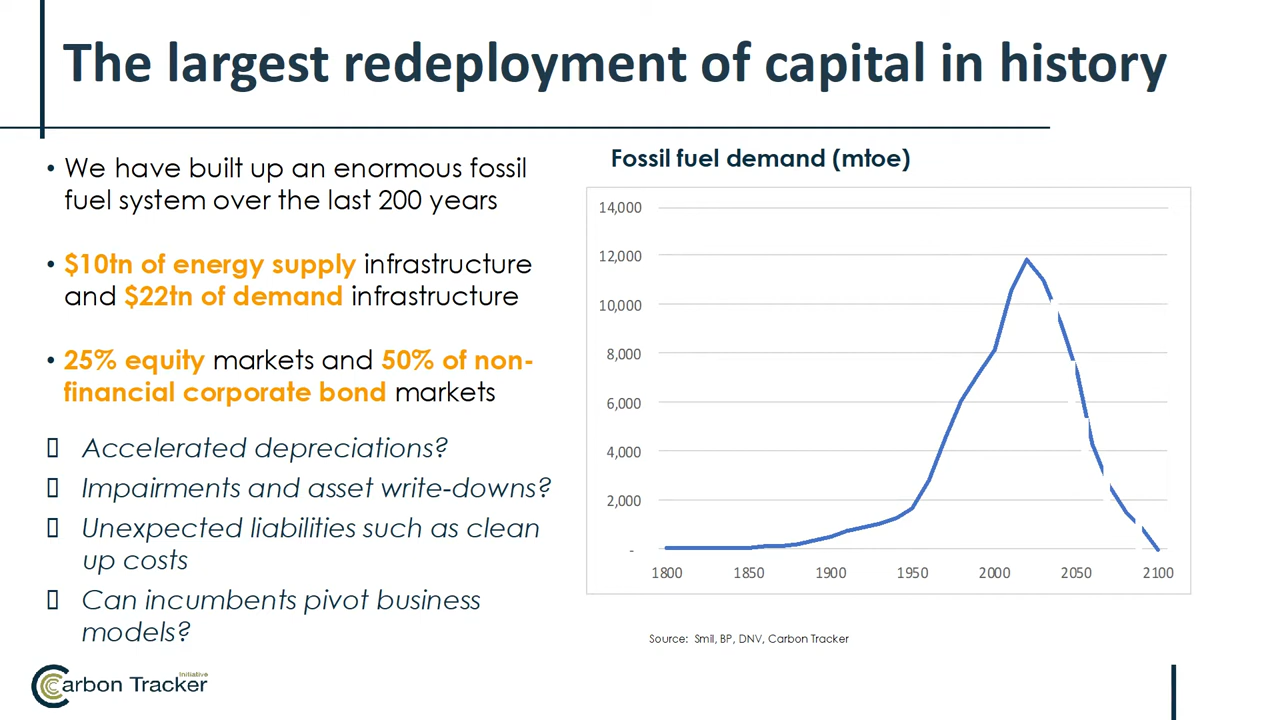 The largest redeployment of capital in history
• We have built up an enormous fossil
fuel system over the last 200 years
• $10tn of energy supply infrastructure
and $22tn of demand infrastructure
• 25% equity markets and 50% of non-
financial corporate bond markets
Accelerated depreciations?
Impairments and asset write-downs?
Unexpected liabilities such as clean
up costs
Can incumbents pivot business
models?
Fossil fuel demand (mtoe)
14,000
12,000
10,000
8,000
6,000
4,000
2,000
-
1800 1850 1900 1950 2000 2050 2100
Source: Smil, BP, DNV, Carbon Tracker
Initiative
Carbon Tracker